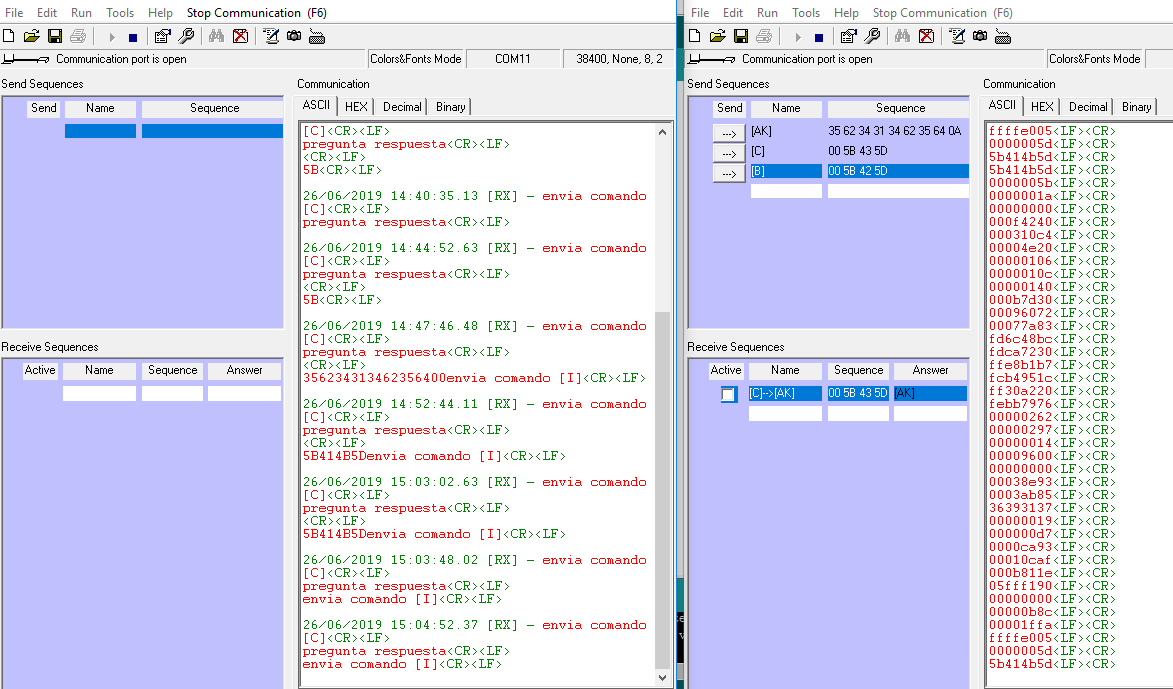 File Edit Run Tools Help Stop Communication (F6)
Communication port is open Colors&Fonts Mode COM11 38400, None, 8, 2
Send Sequences
Send Name Sequence
Receive Sequences
Active Name Sequence Answer
Communication
ASCII HEX Decimal Binary
[C]<CR><LF>
pregunta respuesta<CR><LF>
<CR><LF>
5B<CR><LF>
26/06/2019 14:40:35.13 [RX] - envia comando
[C]<CR><LF>
pregunta respuesta<CR><LF>
26/06/2019 14:44:52.63 [RX] - envia comando
[C]<CR><LF>
pregunta respuesta<CR><LF>
<CR><LF>
5B<CR><LF>
26/06/2019 14:47:46.48 [RX] - envia comando
[C]<CR><LF>
pregunta respuesta<CR><LF>
<CR><LF>
356234313462356400envia comando [I]<CR><LF>
26/06/2019 14:52:44.11 [RX] - envia comando
[C]<CR><LF>
pregunta respuesta<CR><LF>
<CR><LF>
5B414B5Denvia comando [I]<CR><LF>
26/06/2019 15:03:02.63 [RX] - envia comando
[C]<CR><LF>
pregunta respuesta<CR><LF>
<CR><LF>
5B414B5Denvia comando [I]<CR><LF>
26/06/2019 15:03:48.02 [RX] - envia comando
[C]<CR><LF>
pregunta respuesta<CR><LF>
envia comando [I]<CR><LF>
26/06/2019 15:04:52.37 [RX] - envia comando
[C]<CR><LF>
pregunta respuesta<CR><LF>
envia comando [I]<CR><LF>
File Edit Run Tools Help Stop Communication (F6)
Communication port is open Colors&Fonts Mode
Send Sequences
Send Name Sequence
---> [AK] 35 62 34 31 34 62 35 64 0A
---> [C] 00 5B 43 5D
---> [B] 00 5B 42 5D
Receive Sequences
Active Name Sequence Answer
[C]-->[AK] 00 5B 43 5D [AK]
Communication
ASCII HEX Decimal Binary
ffffe005<LF><CR>
0000005d<LF><CR>
5b414b5d<LF><CR>
5b414b5d<LF><CR>
0000005b<LF><CR>
0000001a<LF><CR>
00000000<LF><CR>
000f4240<LF><CR>
000310c4<LF><CR>
00004e20<LF><CR>
00000106<LF><CR>
0000010c<LF><CR>
00000140<LF><CR>
000b7d30<LF><CR>
00096072<LF><CR>
00077a83<LF><CR>
fd6c48bc<LF><CR>
fdca7230<LF><CR>
ffe8b1b7<LF><CR>
fcb4951c<LF><CR>
ff30a220<LF><CR>
febb7976<LF><CR>
00000262<LF><CR>
00000297<LF><CR>
00000014<LF><CR>
00009600<LF><CR>
00000000<LF><CR>
00038e93<LF><CR>
0003ab85<LF><CR>
36393137<LF><CR>
00000019<LF><CR>
000000d7<LF><CR>
0000ca93<LF><CR>
00010caf<LF><CR>
000b811e<LF><CR>
05fff190<LF><CR>
00000000<LF><CR>
00000b8c<LF><CR>
00001ffa<LF><CR>
ffffe005<LF><CR>
0000005d<LF><CR>
5b414b5d<LF><CR>